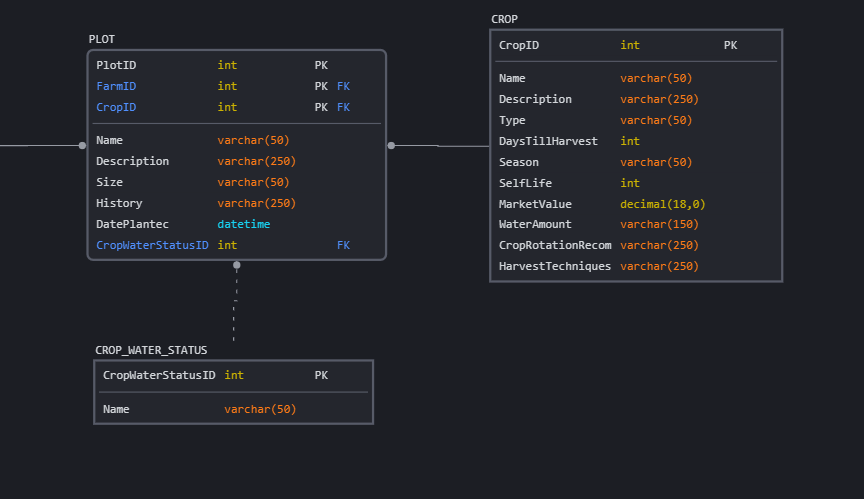 PLOT
PlotID int PK
FarmID int PK FK
CropID int PK FK
Name varchar(50)
Description varchar(250)
Size varchar(50)
History varchar(250)
DatePlantec datetime
CropWaterStatusID int FK
CROP
CropID int PK
Name varchar(50)
Description varchar(250)
Type varchar(50)
DaysTillHarvest int
Season varchar(50)
SelfLife int
MarketValue decimal(18,0)
WaterAmount varchar(150)
CropRotationRecom varchar(250)
HarvestTechniques varchar(250)
CROP_WATER_STATUS
CropWaterStatusID int PK
Name varchar(50)